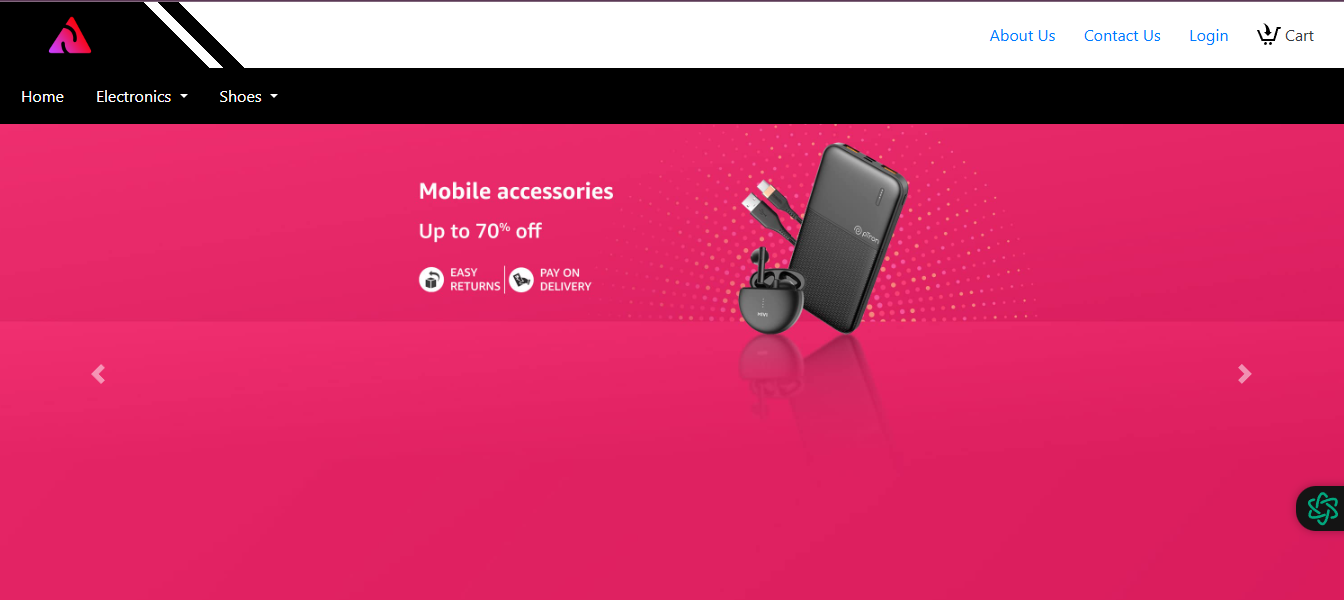 About Us Contact Us Login Cart
Home Electronics Shoes
Mobile accessories
Up to 70% off
EASY RETURNS
PAY ON DELIVERY
pTron